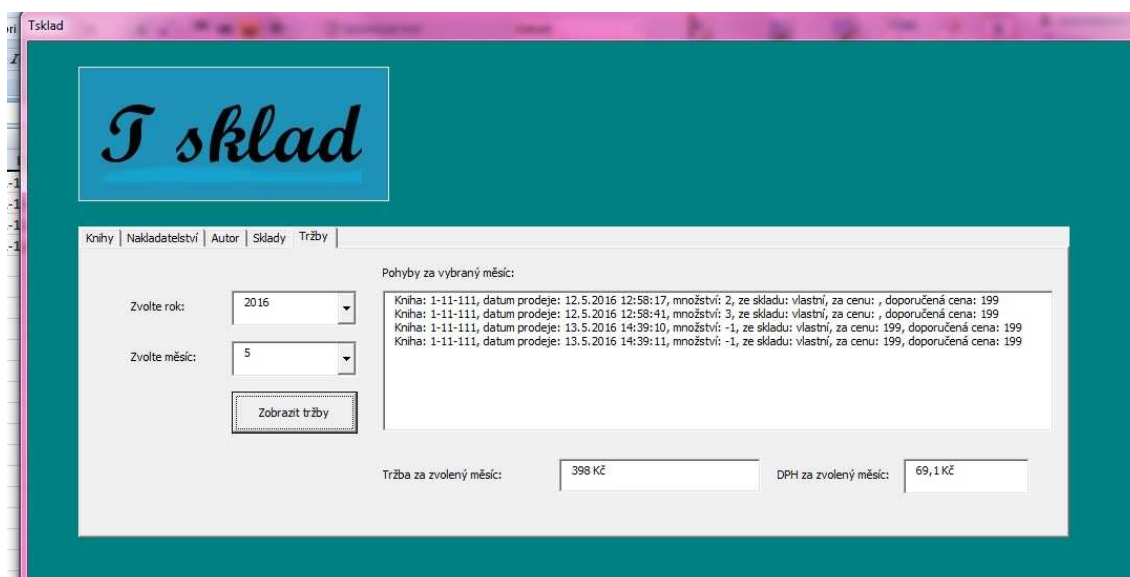 Tsklad
T sklad
Knihy | Nakladatelství | Autor | Sklady | Tržby
Pohyby za vybraný měsíc:
Zvolte rok: 2016
Kniha: 1-11-111, datum prodeje: 12.5.2016 12:58:17, množství: 2, ze skladu: vlastní, za cenu: , doporučená cena: 199
Kniha: 1-11-111, datum prodeje: 12.5.2016 12:58:41, množství: 3, ze skladu: vlastní, za cenu: , doporučená cena: 199
Kniha: 1-11-111, datum prodeje: 13.5.2016 14:39:10, množství: -1, ze skladu: vlastní, za cenu: 199, doporučená cena: 199
Kniha: 1-11-111, datum prodeje: 13.5.2016 14:39:11, množství: -1, ze skladu: vlastní, za cenu: 199, doporučená cena: 199
Zvolte měsíc: 5
Zobrazit tržby
Tržba za zvolený měsíc: 398 Kč DPH za zvolený měsíc: 69,1 Kč